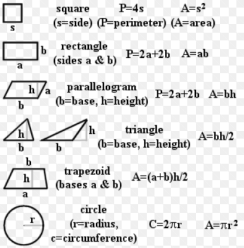 square P=4s A=s²
s (s=side) (P=perimeter) (A=area)
rectangle
b (sides a & b) P=2a+2b A=ab
a
parallelogram
h a (b=base, h=height) P=2a+2b A=bh
b
h h triangle A=bh/2
b b (b=base, h=height)
b
h trapezoid A=(a+b)h/2
a (bases a & b)
circle
r (r=radius, C=2πr A=πr²
c=circumference)